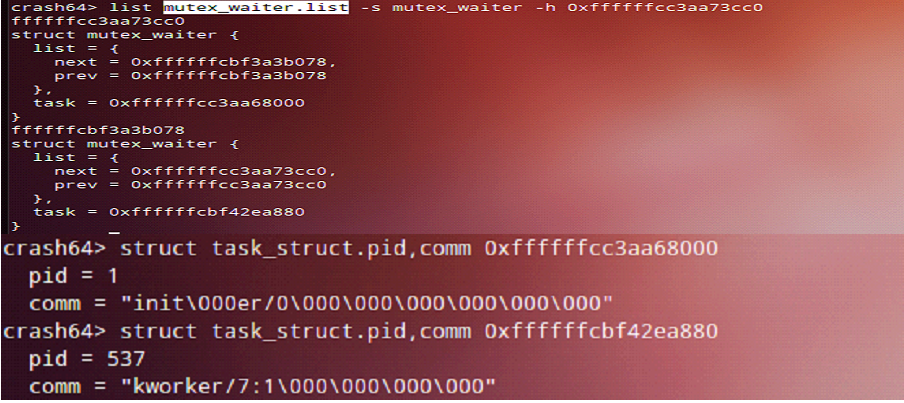 crash64> list mutex_waiter.list -s mutex_waiter -h 0xffffffcc3aa73cc0
ffffffcc3aa73cc0
struct mutex_waiter {
  list = {
    next = 0xffffffcbf3a3b078,
    prev = 0xffffffcbf3a3b078
  },
  task = 0xffffffcc3aa68000
}
ffffffcbf3a3b078
struct mutex_waiter {
  list = {
    next = 0xffffffcc3aa73cc0,
    prev = 0xffffffcc3aa73cc0
  },
  task = 0xffffffcbf42ea880
}
crash64> struct task_struct.pid,comm 0xffffffcc3aa68000
  pid = 1
  comm = "init\000er/0\000\000\000\000\000\000"
crash64> struct task_struct.pid,comm 0xffffffcbf42ea880
  pid = 537
  comm = "kworker/7:1\000\000\000\000"